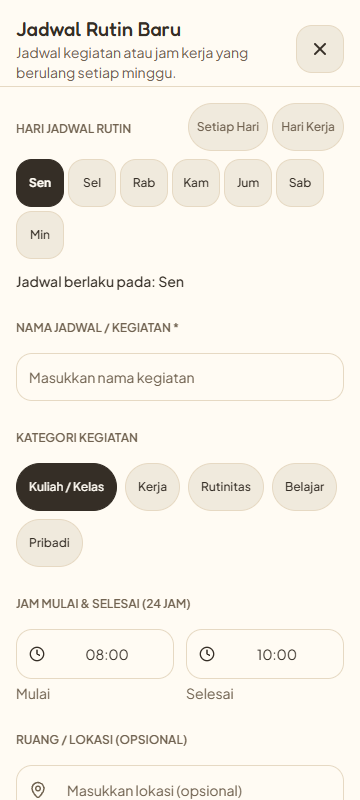 Jadwal Rutin Baru
Jadwal kegiatan atau jam kerja yang
berulang setiap minggu.
HARI JADWAL RUTIN
Setiap Hari
Hari Kerja
Sen
Sel
Rab
Kam
Jum
Sab
Min
Jadwal berlaku pada: Sen
NAMA JADWAL / KEGIATAN *
Masukkan nama kegiatan
KATEGORI KEGIATAN
Kuliah / Kelas
Kerja
Rutinitas
Belajar
Pribadi
JAM MULAI & SELESAI (24 JAM)
08:00
10:00
Mulai
Selesai
RUANG / LOKASI (OPSIONAL)
Masukkan lokasi (opsional)